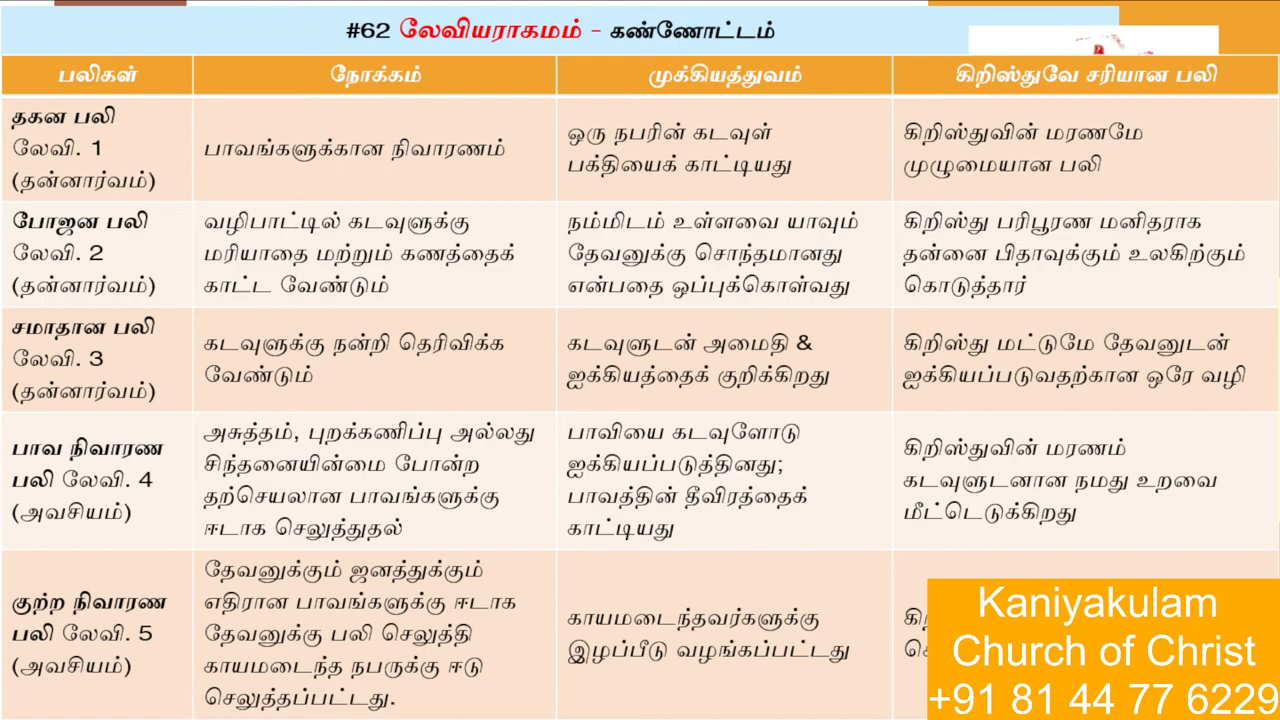 #62 லேவியராகமம் - கண்ணோட்டம்
பலிகள்
நோக்கம்
முக்கியத்துவம்
கிறிஸ்துவே சரியான பலி
தகன பலி
லேவி. 1
(தன்னார்வம்)
பாவங்களுக்கான நிவாரணம்
ஒரு நபரின் கடவுள்
பக்தியைக் காட்டியது
கிறிஸ்துவின் மரணமே
முழுமையான பலி
போஜன பலி
லேவி. 2
(தன்னார்வம்)
வழிபாட்டில் கடவுளுக்கு
மரியாதை மற்றும் கணத்தைக்
காட்ட வேண்டும்
நம்மிடம் உள்ளவை யாவும்
தேவனுக்கு சொந்தமானது
என்பதை ஒப்புக்கொள்வது
கிறிஸ்து பரிபூரண மனிதராக
தன்னை பிதாவுக்கும் உலகிற்கும்
கொடுத்தார்
சமாதான பலி
லேவி. 3
(தன்னார்வம்)
கடவுளுக்கு நன்றி தெரிவிக்க
வேண்டும்
கடவுளுடன் அமைதி &
ஐக்கியத்தைக் குறிக்கிறது
கிறிஸ்து மட்டுமே தேவனுடன்
ஐக்கியப்படுவதற்கான ஒரே வழி
பாவ நிவாரண
பலி லேவி. 4
(அவசியம்)
அசுத்தம், புறக்கணிப்பு அல்லது
சிந்தனையின்மை போன்ற
தற்செயலான பாவங்களுக்கு
ஈடாக செலுத்துதல்
பாவியை கடவுளோடு
ஐக்கியப்படுத்தினது;
பாவத்தின் தீவிரத்தைக்
காட்டியது
கிறிஸ்துவின் மரணம்
கடவுளுடனான நமது உறவை
மீட்டெடுக்கிறது
குற்ற நிவாரண
பலி லேவி. 5
(அவசியம்)
தேவனுக்கும் ஜனத்துக்கும்
எதிரான பாவங்களுக்கு ஈடாக
தேவனுக்கு பலி செலுத்தி
காயமடைந்த நபருக்கு ஈடு
செலுத்தப்பட்டது.
காயமடைந்தவர்களுக்கு
இழப்பீடு வழங்கப்பட்டது
Kaniyakulam
Church of Christ
+91 81 44 77 6229